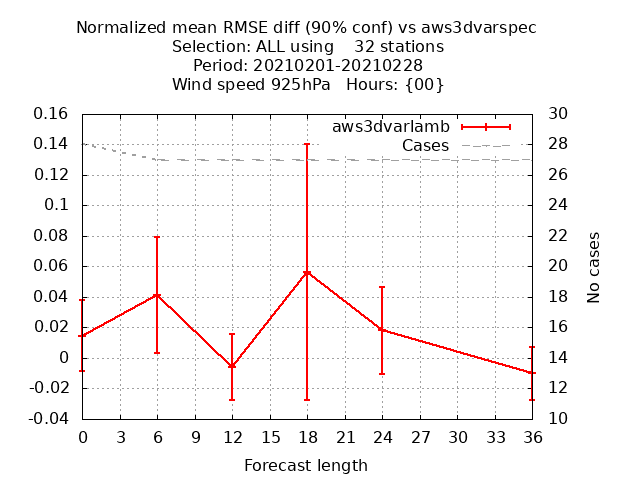 Normalized mean RMSE diff (90% conf) vs aws3dvarspec
Selection: ALL using    32 stations
Period: 20210201-20210228
Wind speed 925hPa   Hours: {00}
aws3dvarlamb
Cases
0.16
0.14
0.12
0.1
0.08
0.06
0.04
0.02
0
-0.02
-0.04
30
28
26
24
22
20
18
16
14
12
10
No cases
0 3 6 9 12 15 18 21 24 27 30 33 36
Forecast length